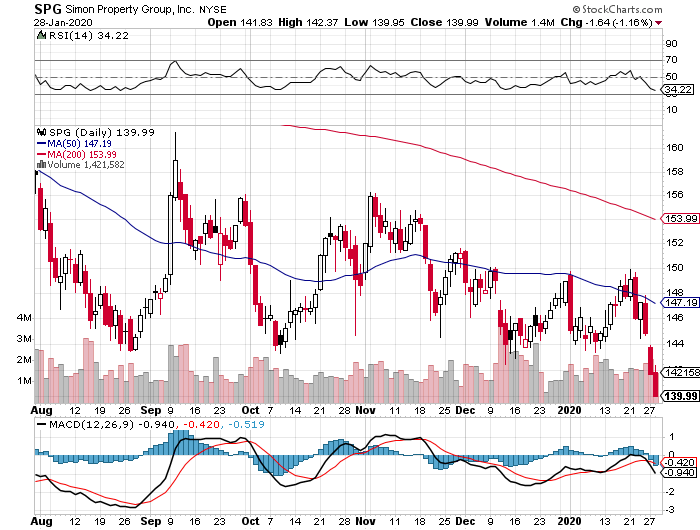 SPG Simon Property Group, Inc. NYSE © StockCharts.com
28-Jan-2020 Open 141.83 High 142.37 Low 139.95 Close 139.99 Volume 1.4M Chg -1.64 (-1.16%)
RSI(14) 34.22
90
70
50
34.22
30
10
SPG (Daily) 139.99
MA(50) 147.19
MA(200) 153.99
Volume 1,421,582
160
158
156
153.99
152
150
148
147.19
146
144
142
139.99
4M
3M
2M
1M
Aug 12 19 26 Sep 9 16 23 Oct 7 14 21 28 Nov 11 18 25 Dec 9 16 23 2020 13 21 27
MACD(12,26,9) -0.940, -0.420, -0.519
1
0
-0.420
-0.940
-2
Aug 12 19 26 Sep 9 16 23 Oct 7 14 21 28 Nov 11 18 25 Dec 9 16 23 2020 13 21 27